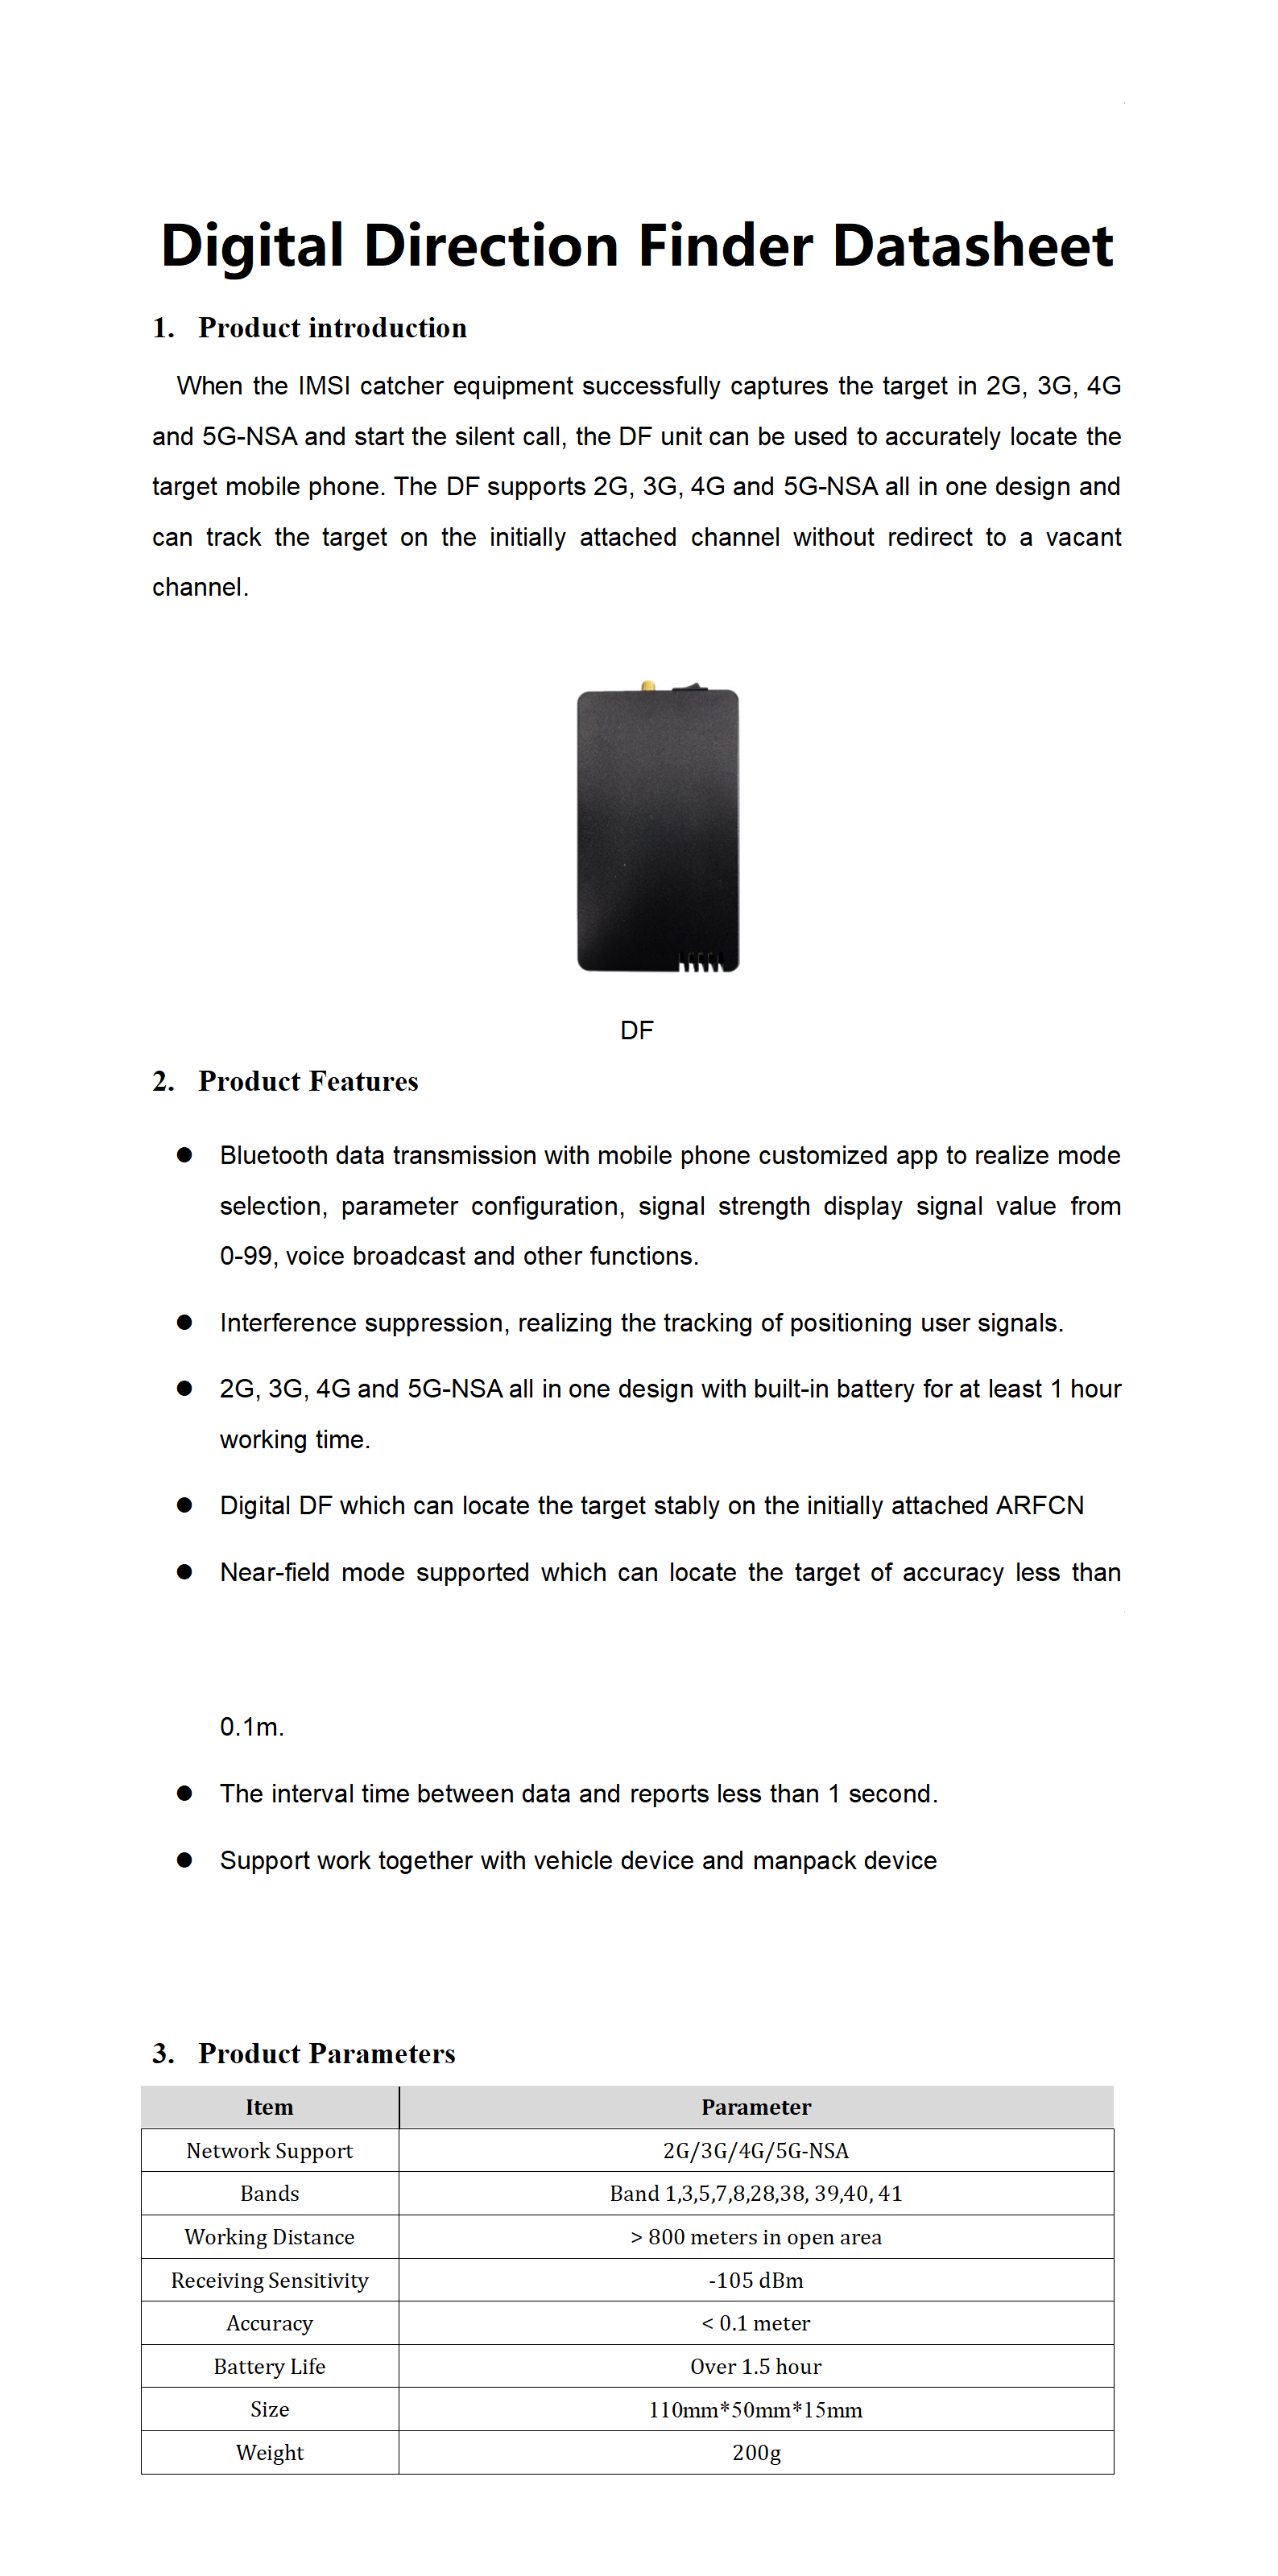 Digital Direction Finder Datasheet
1. Product introduction
When the IMSI catcher equipment successfully captures the target in 2G, 3G, 4G
and 5G-NSA and start the silent call, the DF unit can be used to accurately locate the
target mobile phone. The DF supports 2G, 3G, 4G and 5G-NSA all in one design and
can track the target on the initially attached channel without redirect to a vacant
channel.
DF
2. Product Features
● Bluetooth data transmission with mobile phone customized app to realize mode
selection, parameter configuration, signal strength display signal value from
0-99, voice broadcast and other functions.
● Interference suppression, realizing the tracking of positioning user signals.
● 2G, 3G, 4G and 5G-NSA all in one design with built-in battery for at least 1 hour
working time.
● Digital DF which can locate the target stably on the initially attached ARFCN
● Near-field mode supported which can locate the target of accuracy less than
0.1m.
● The interval time between data and reports less than 1 second.
● Support work together with vehicle device and manpack device
3. Product Parameters
Item Parameter
Network Support 2G/3G/4G/5G-NSA
Bands Band 1,3,5,7,8,28,38, 39,40, 41
Working Distance > 800 meters in open area
Receiving Sensitivity -105 dBm
Accuracy < 0.1 meter
Battery Life Over 1.5 hour
Size 110mm*50mm*15mm
Weight 200g